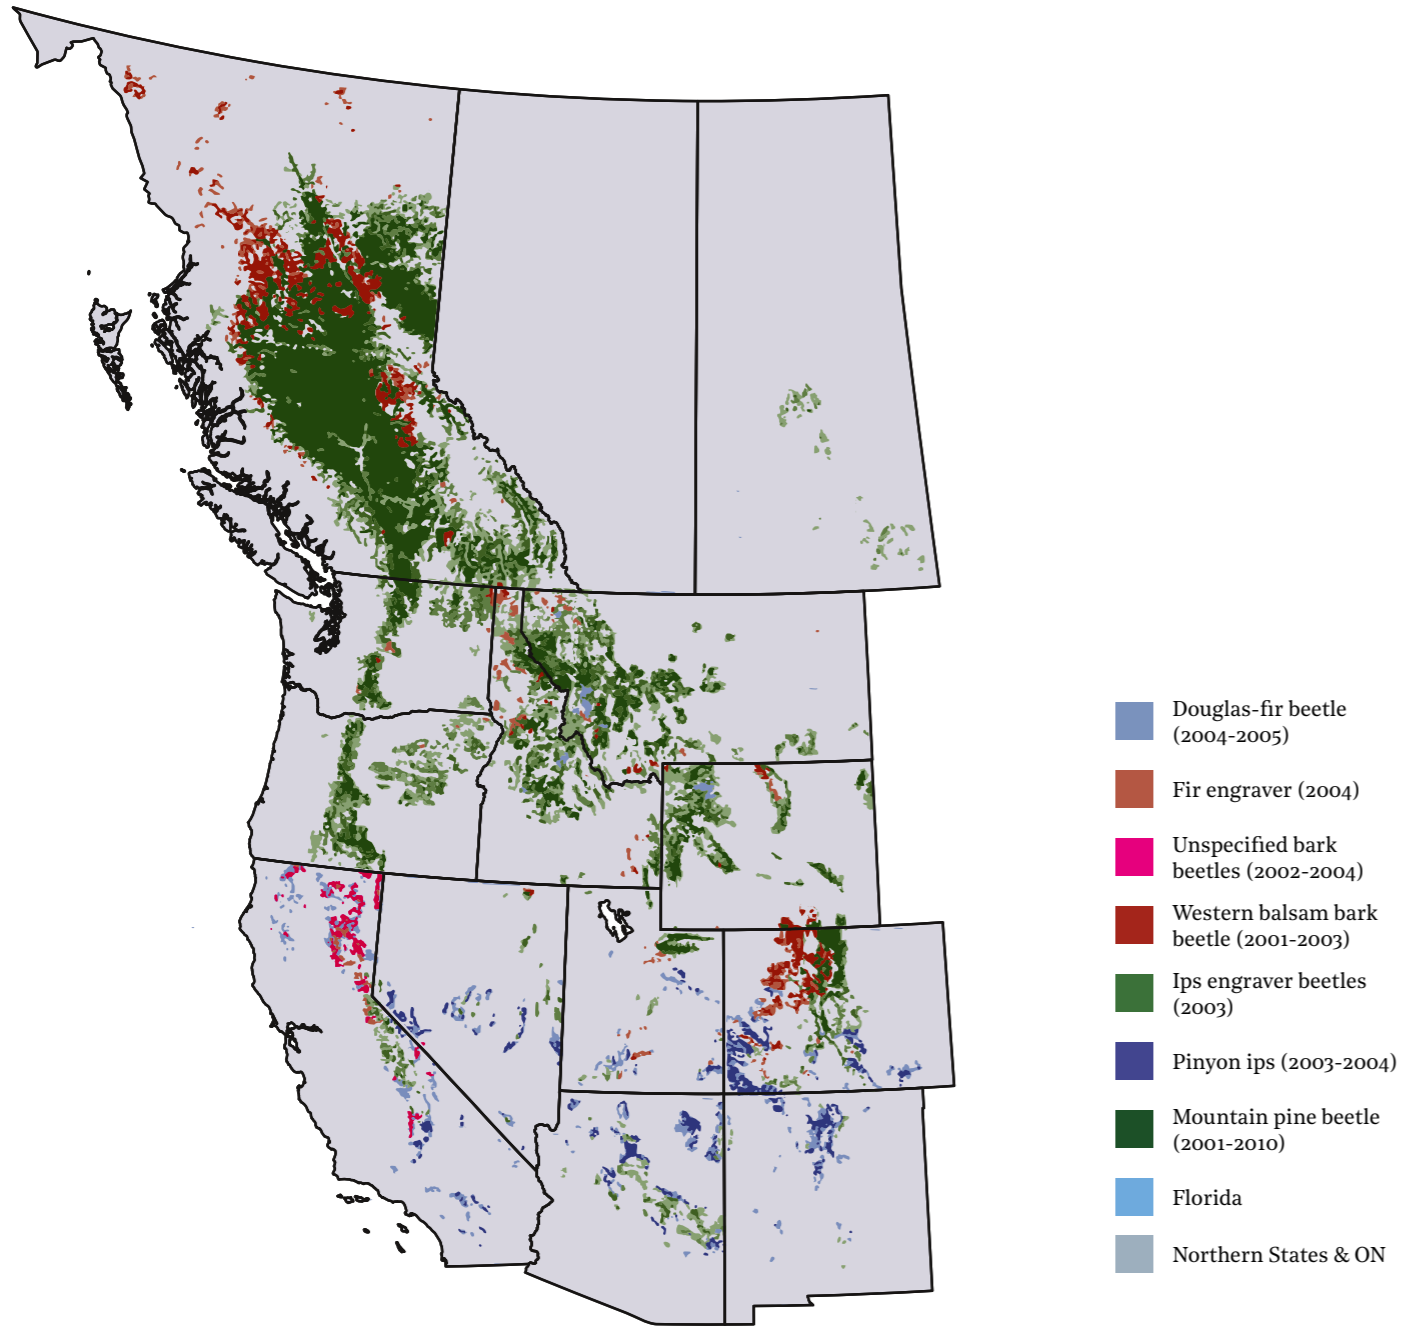 Douglas-fir beetle
(2004-2005)
Fir engraver (2004)
Unspecified bark
beetles (2002-2004)
Western balsam bark
beetle (2001-2003)
Ips engraver beetles
(2003)
Pinyon ips (2003-2004)
Mountain pine beetle
(2001-2010)
Florida
Northern States & ON